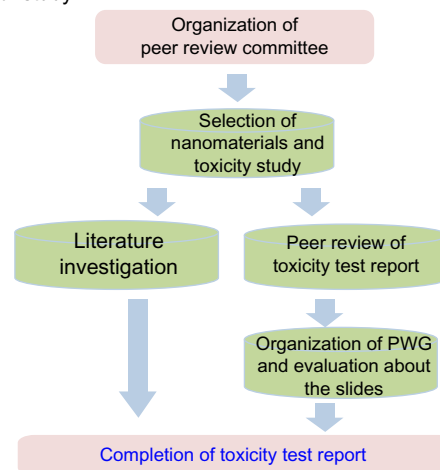 Organization of
peer review committee
Selection of
nanomaterials and
toxicity study
Literature
investigation
Peer review of
toxicity test report
Organization of PWG
and evaluation about
the slides
Completion of toxicity test report